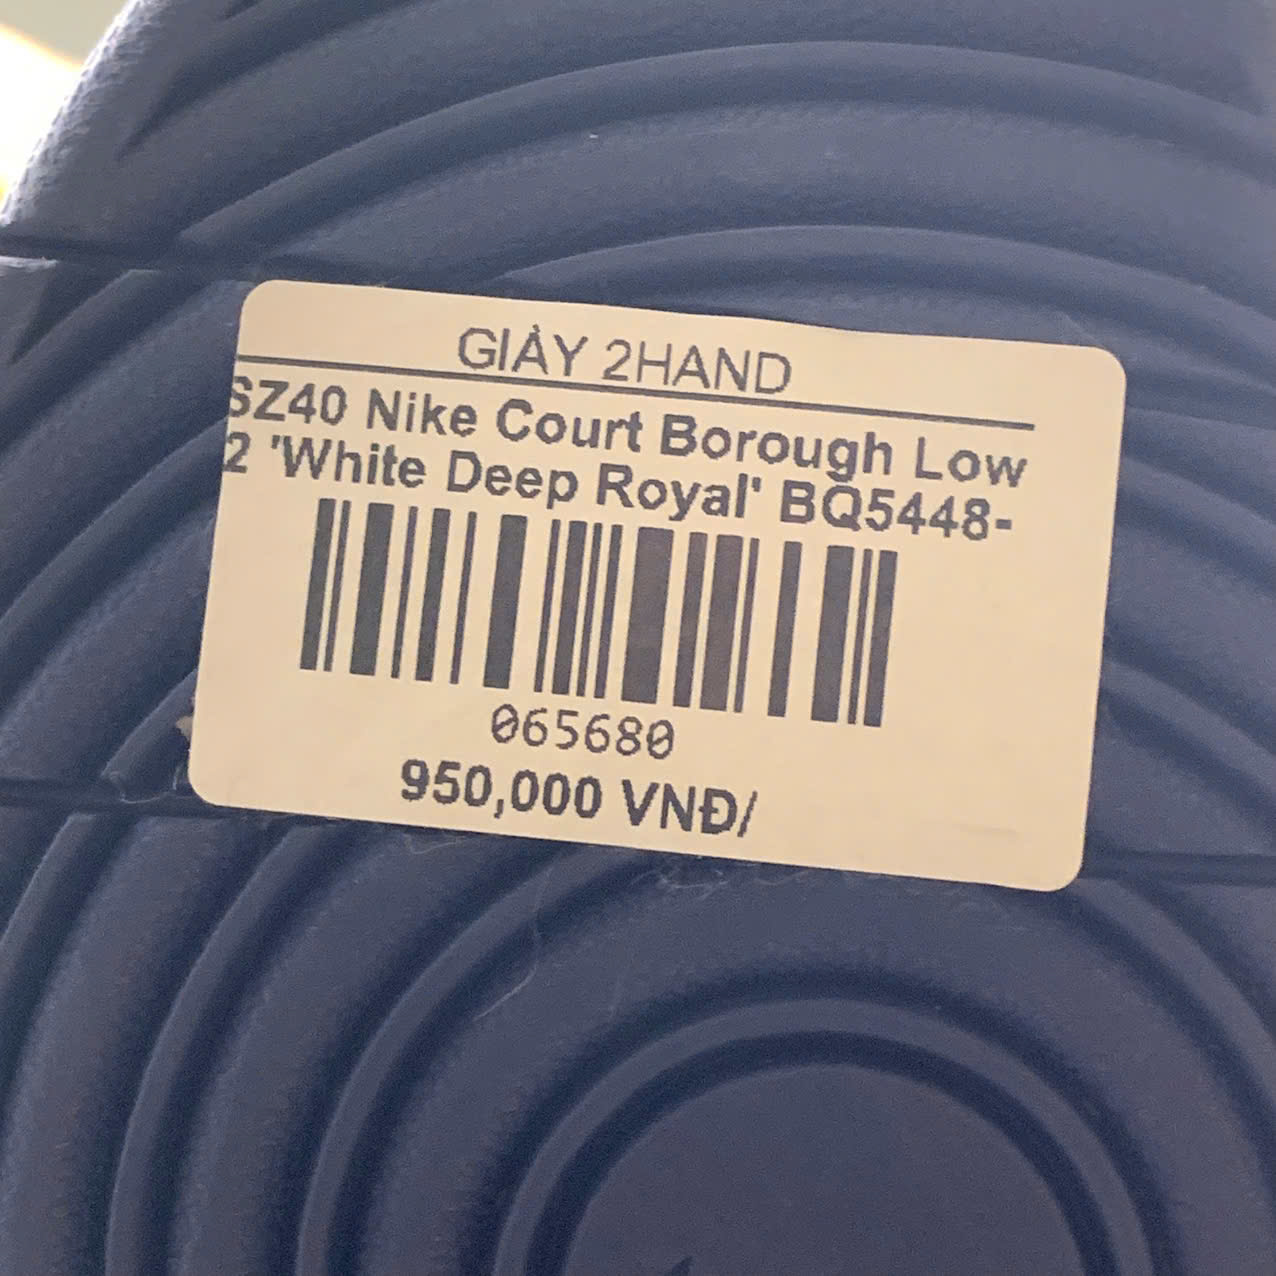 GIÀY 2HAND
SZ40 Nike Court Borough Low
2 'White Deep Royal' BQ5448-
065680
950,000 VNĐ/